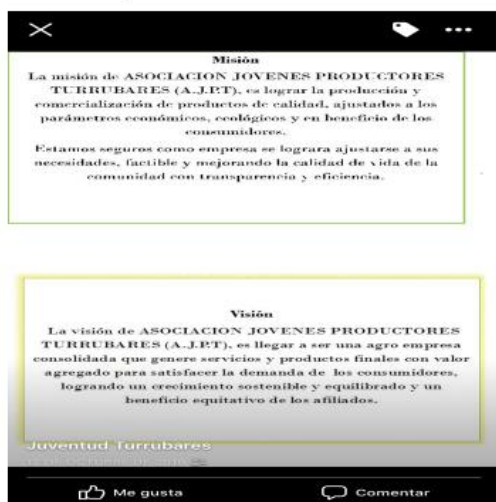 Misión
La misión de ASOCIACION JOVENES PRODUCTORES
TURRUBARES (A.J.P.T), es lograr la producción y
comercialización de productos de calidad, ajustados a los
parámetros económicos, ecológicos y en beneficio de los
consumidores.
Estamos seguros como empresa se lograra ajustarse a sus
necesidades, factible y mejorando la calidad de vida de la
comunidad con transparencia y eficiencia.
Visión
La visión de ASOCIACION JOVENES PRODUCTORES
TURRUBARES (A.J.P.T), es llegar a ser una agro empresa
consolidada que genere servicios y productos finales con valor
agregado para satisfacer la demanda de los consumidores,
logrando un crecimiento sostenible y equilibrado y un
beneficio equitativo de los afiliados.
Juventud Turrubares
Me gusta
Comentar